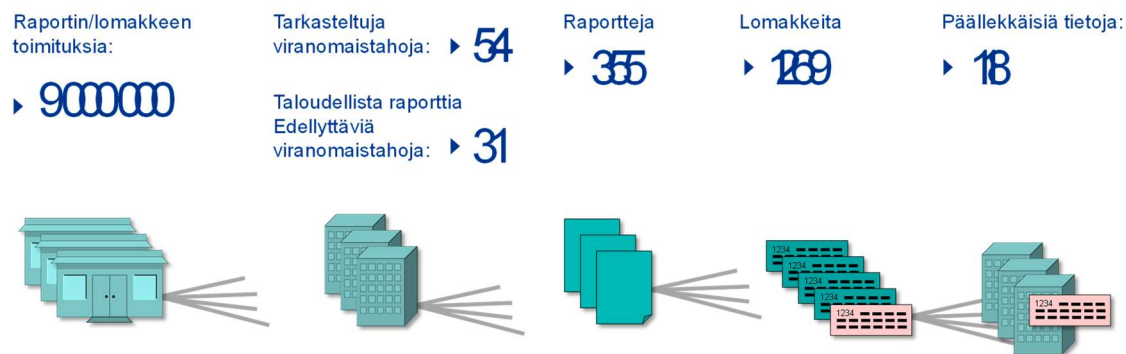 Raportin/lomakkeen
toimituksia:
9000000
Tarkasteltuja
viranomaistahoja: 54
Taloudellista raporttia
Edellyttäviä
viranomaistahoja: 31
Raportteja
355
Lomakkeita
1269
Päällekkäisiä tietoja:
118
1234
1234
1234
1234
1234
1234